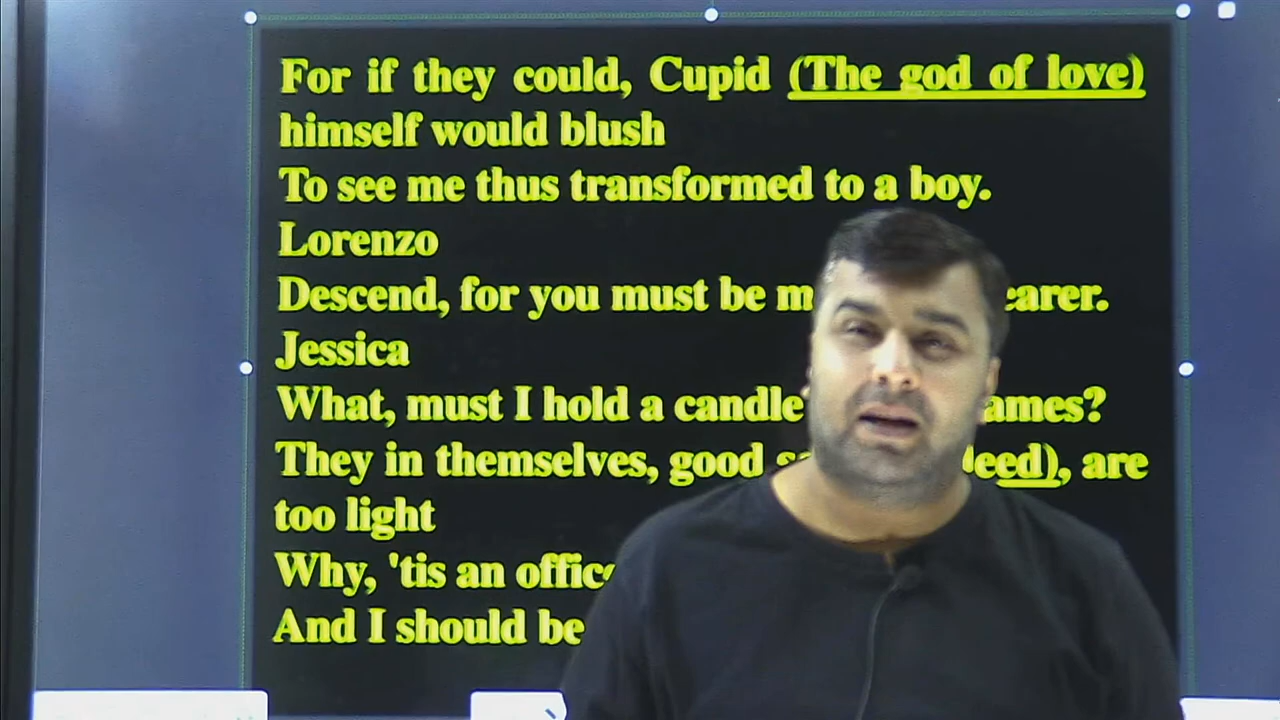 For if they could, Cupid (The god of love)
himself would blush
To see me thus transformed to a boy.
Lorenzo
Descend, for you must be
Jessica
What, must I hold a candle
They in themselves, good are
too light
Why, 'tis an
And I should be